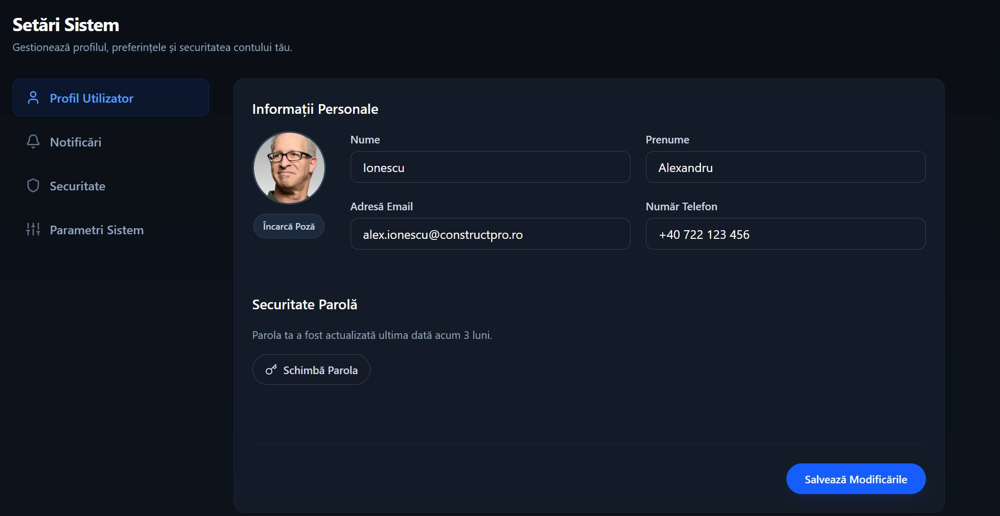 Setări Sistem
Gestionează profilul, preferințele și securitatea contului tău.
Profil Utilizator
Notificări
Securitate
Parametri Sistem
Informații Personale
Încarcă Poză
Nume
Ionescu
Prenume
Alexandru
Adresă Email
alex.ionescu@constructpro.ro
Număr Telefon
+40 722 123 456
Securitate Parolă
Parola ta a fost actualizată ultima dată acum 3 luni.
Schimbă Parola
Salvează Modificările